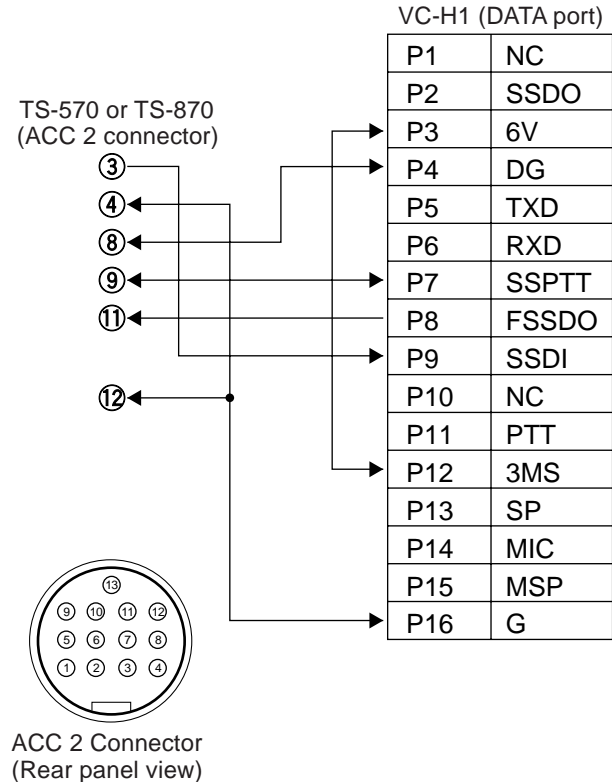 VC-H1 (DATA port)
P1 NC
P2 SSDO
TS-570 or TS-870
(ACC 2 connector)
P3 6V
③ P4 DG
④ P5 TXD
⑧ P6 RXD
⑨ P7 SSPTT
⑪ P8 FSSDO
P9 SSDI
⑫ P10 NC
P11 PTT
P12 3MS
P13 SP
P14 MIC
P15 MSP
P16 G
⑬
⑨ ⑩ ⑪ ⑫
⑤ ⑥ ⑦ ⑧
① ② ③ ④
ACC 2 Connector
(Rear panel view)